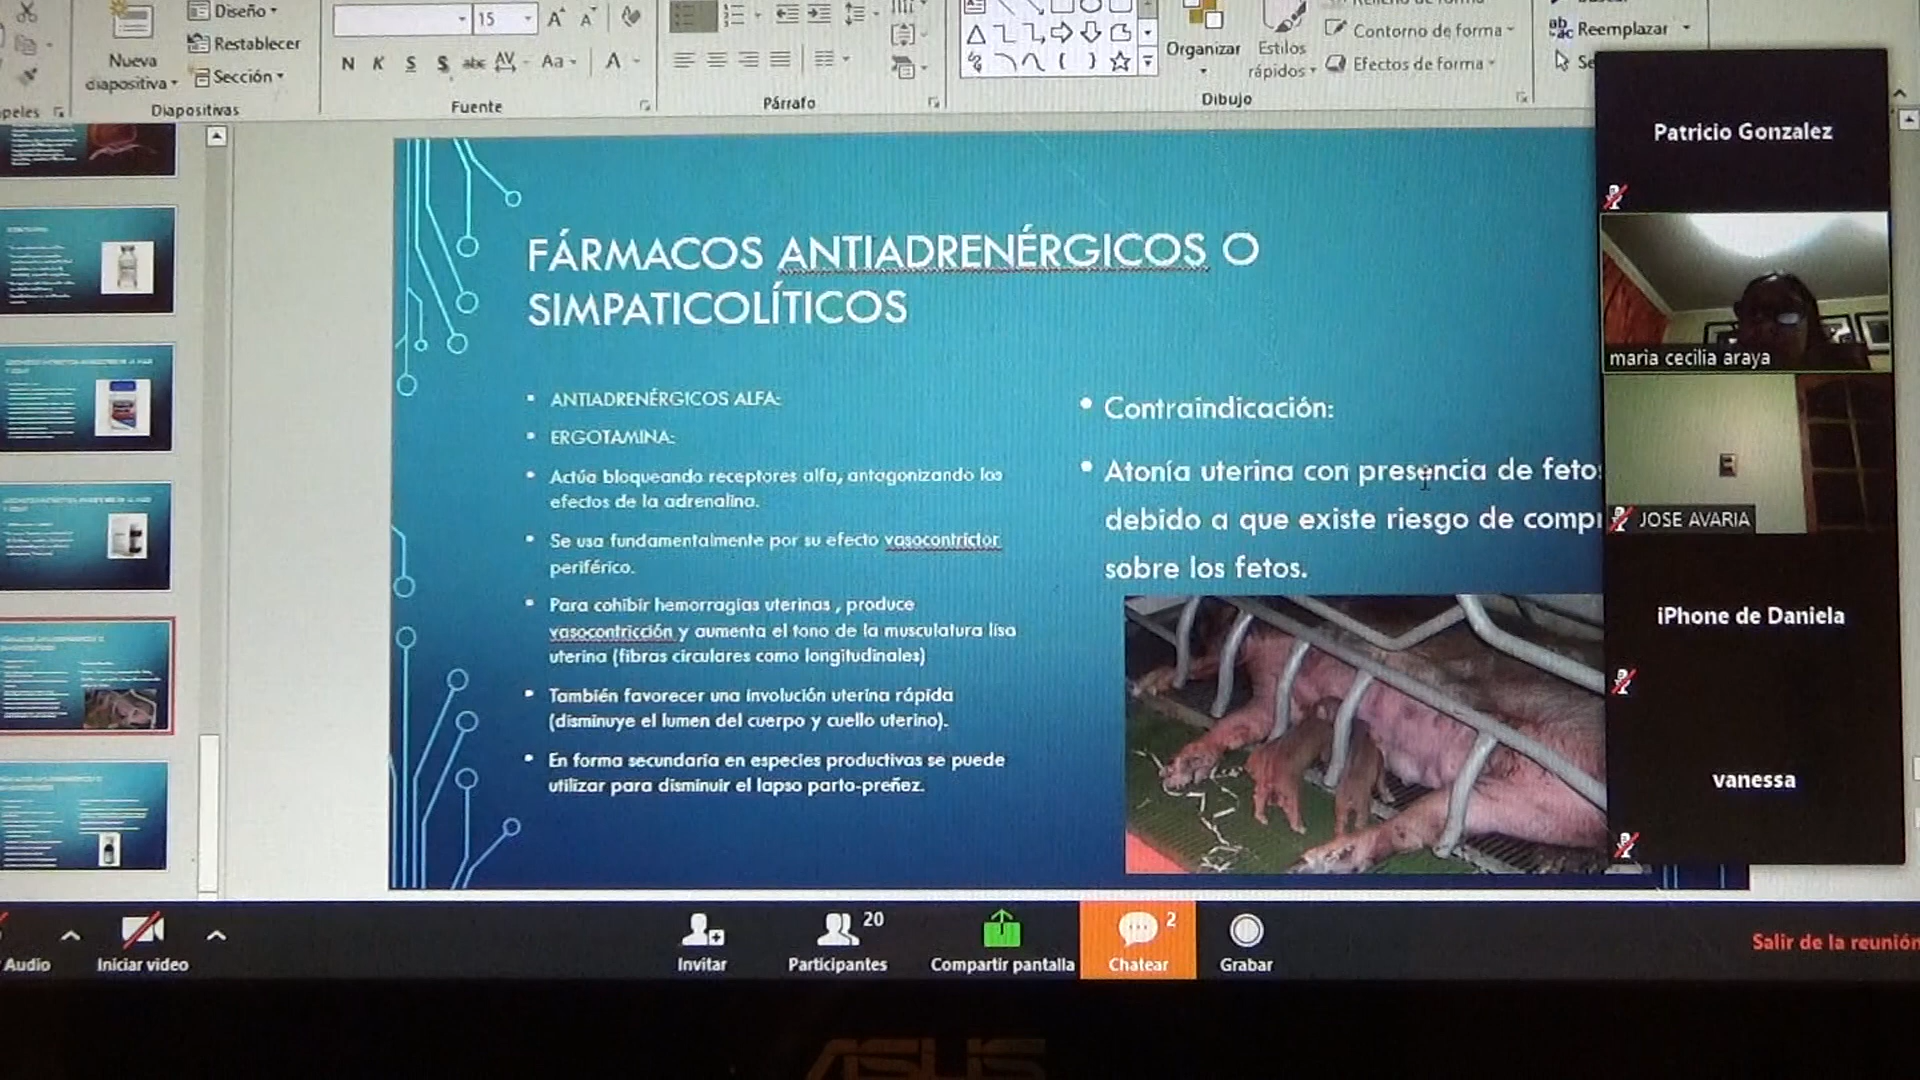 Diseño
Restablecer
Sección
Nueva
diapositiva
Diapositivas
15
N K S S abc AV Aa A
Fuente
Párrafo
Organizar
Estilos
rápidos
Contorno de forma
Efectos de forma
Dibujo
Reemplazar
FÁRMACOS ANTIADRENÉRGICOS O
SIMPATICOLÍTICOS
• ANTIADRENÉRGICOS ALFA:
• ERGOTAMINA:
• Actúa bloqueando receptores alfa, antagonizando los
efectos de la adrenalina.
• Se usa fundamentalmente por su efecto vasocontrictor
periférico.
• Para cohibir hemorragias uterinas , produce
vasocontricción y aumenta el tono de la musculatura lisa
uterina (fibras circulares como longitudinales)
• También favorecer una involución uterina rápida
(disminuye el lumen del cuerpo y cuello uterino).
• En forma secundaria en especies productivas se puede
utilizar para disminuir el lapso parto-preñez.
• Contraindicación:
• Atonía uterina con presencia de fetos
debido a que existe riesgo de compr
sobre los fetos.
Patricio Gonzalez
maria cecilia araya
JOSE AVARIA
iPhone de Daniela
vanessa
Audio
Iniciar video
Invitar
20
Participantes
Compartir pantalla
2
Chatear
Grabar
Salir de la reunión
ASUS